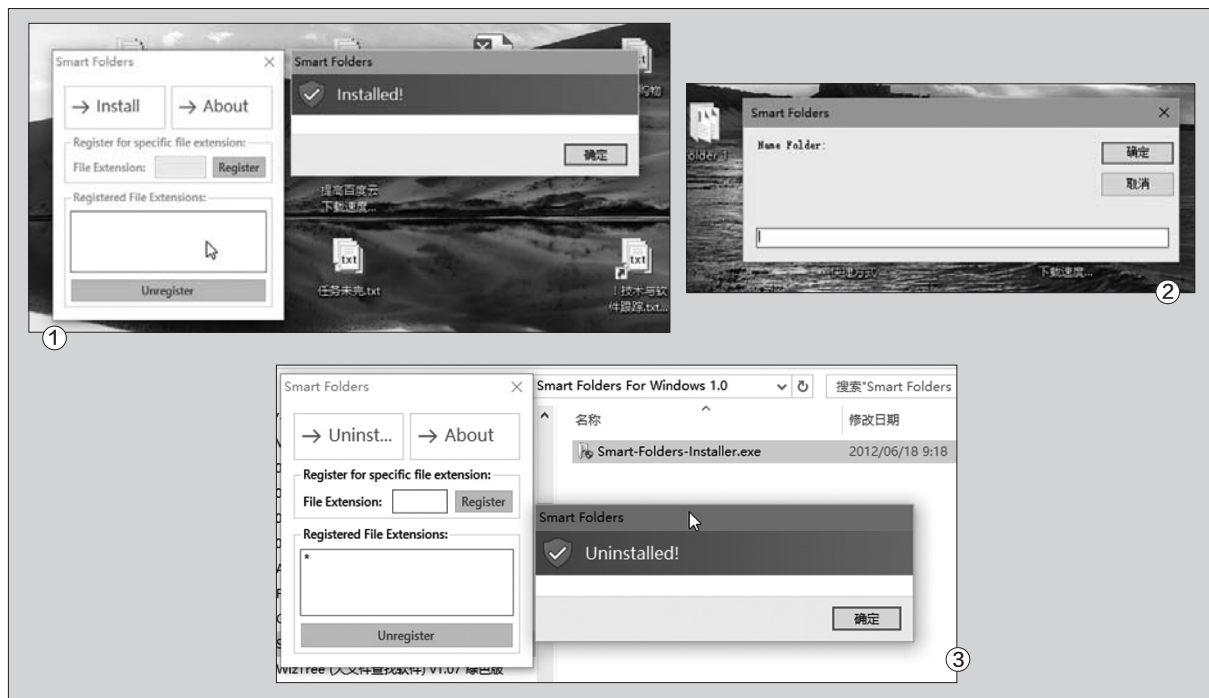 Smart Folders
→ Install
→ About
Register for specific file extension:
File Extension:
Register
Registered File Extensions:
Unregister
Smart Folders
Installed!
确定
提高百度云
下载速度...
txt
任务未完.txt
txt
!技术与软
件跟踪.txt...
①
Smart Folders
Name Folder:
确定
取消
下载速度...
②
Smart Folders
→ Uninst...
→ About
Register for specific file extension:
File Extension:
Register
Registered File Extensions:
*
Unregister
Smart Folders For Windows 1.0
搜索"Smart Folders
名称
修改日期
Smart-Folders-Installer.exe
2012/06/18 9:18
Smart Folders
Uninstalled!
确定
WizTree (大文件查找软件) V1.07 绿色版
③